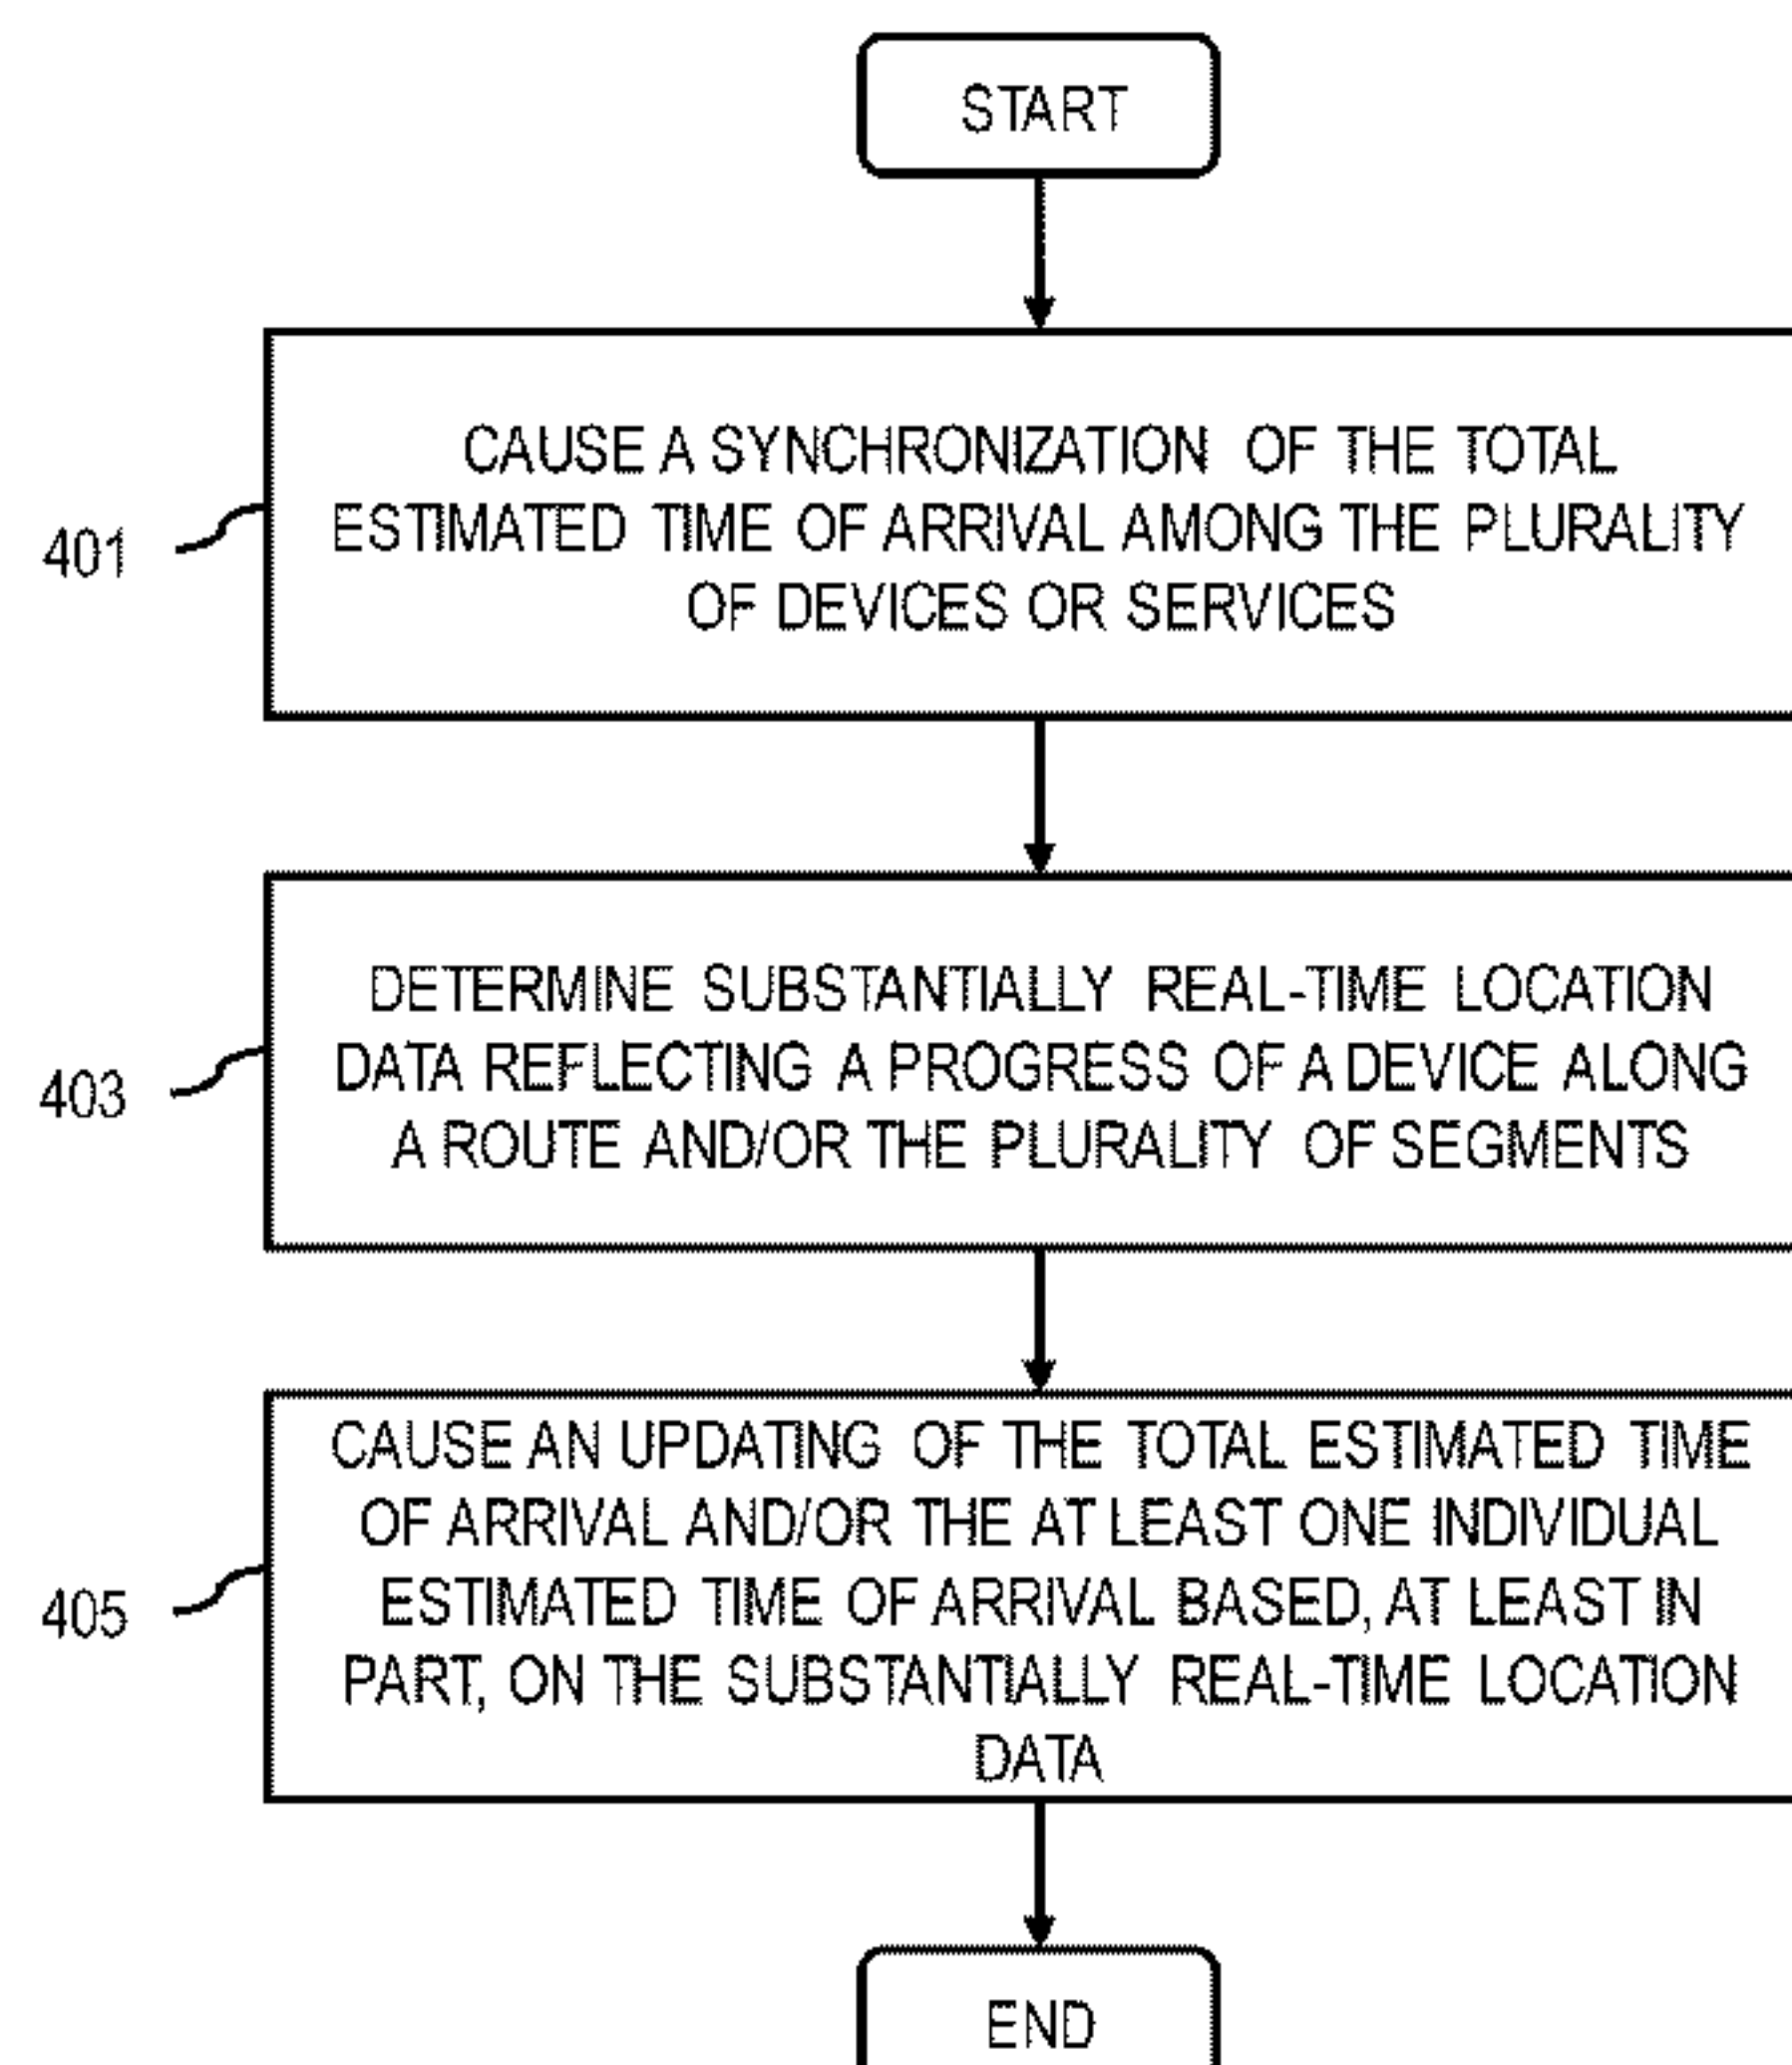 START
CAUSE A SYNCHRONIZATION OF THE TOTAL
ESTIMATED TIME OF ARRIVAL AMONG THE PLURALITY
OF DEVICES OR SERVICES
401
DETERMINE SUBSTANTIALLY REAL-TIME LOCATION
DATA REFLECTING A PROGRESS OF A DEVICE ALONG
A ROUTE AND/OR THE PLURALITY OF SEGMENTS
403
CAUSE AN UPDATING OF THE TOTAL ESTIMATED TIME
OF ARRIVAL AND/OR THE AT LEAST ONE INDIVIDUAL
ESTIMATED TIME OF ARRIVAL BASED, AT LEAST IN
PART, ON THE SUBSTANTIALLY REAL-TIME LOCATION
DATA
405
END